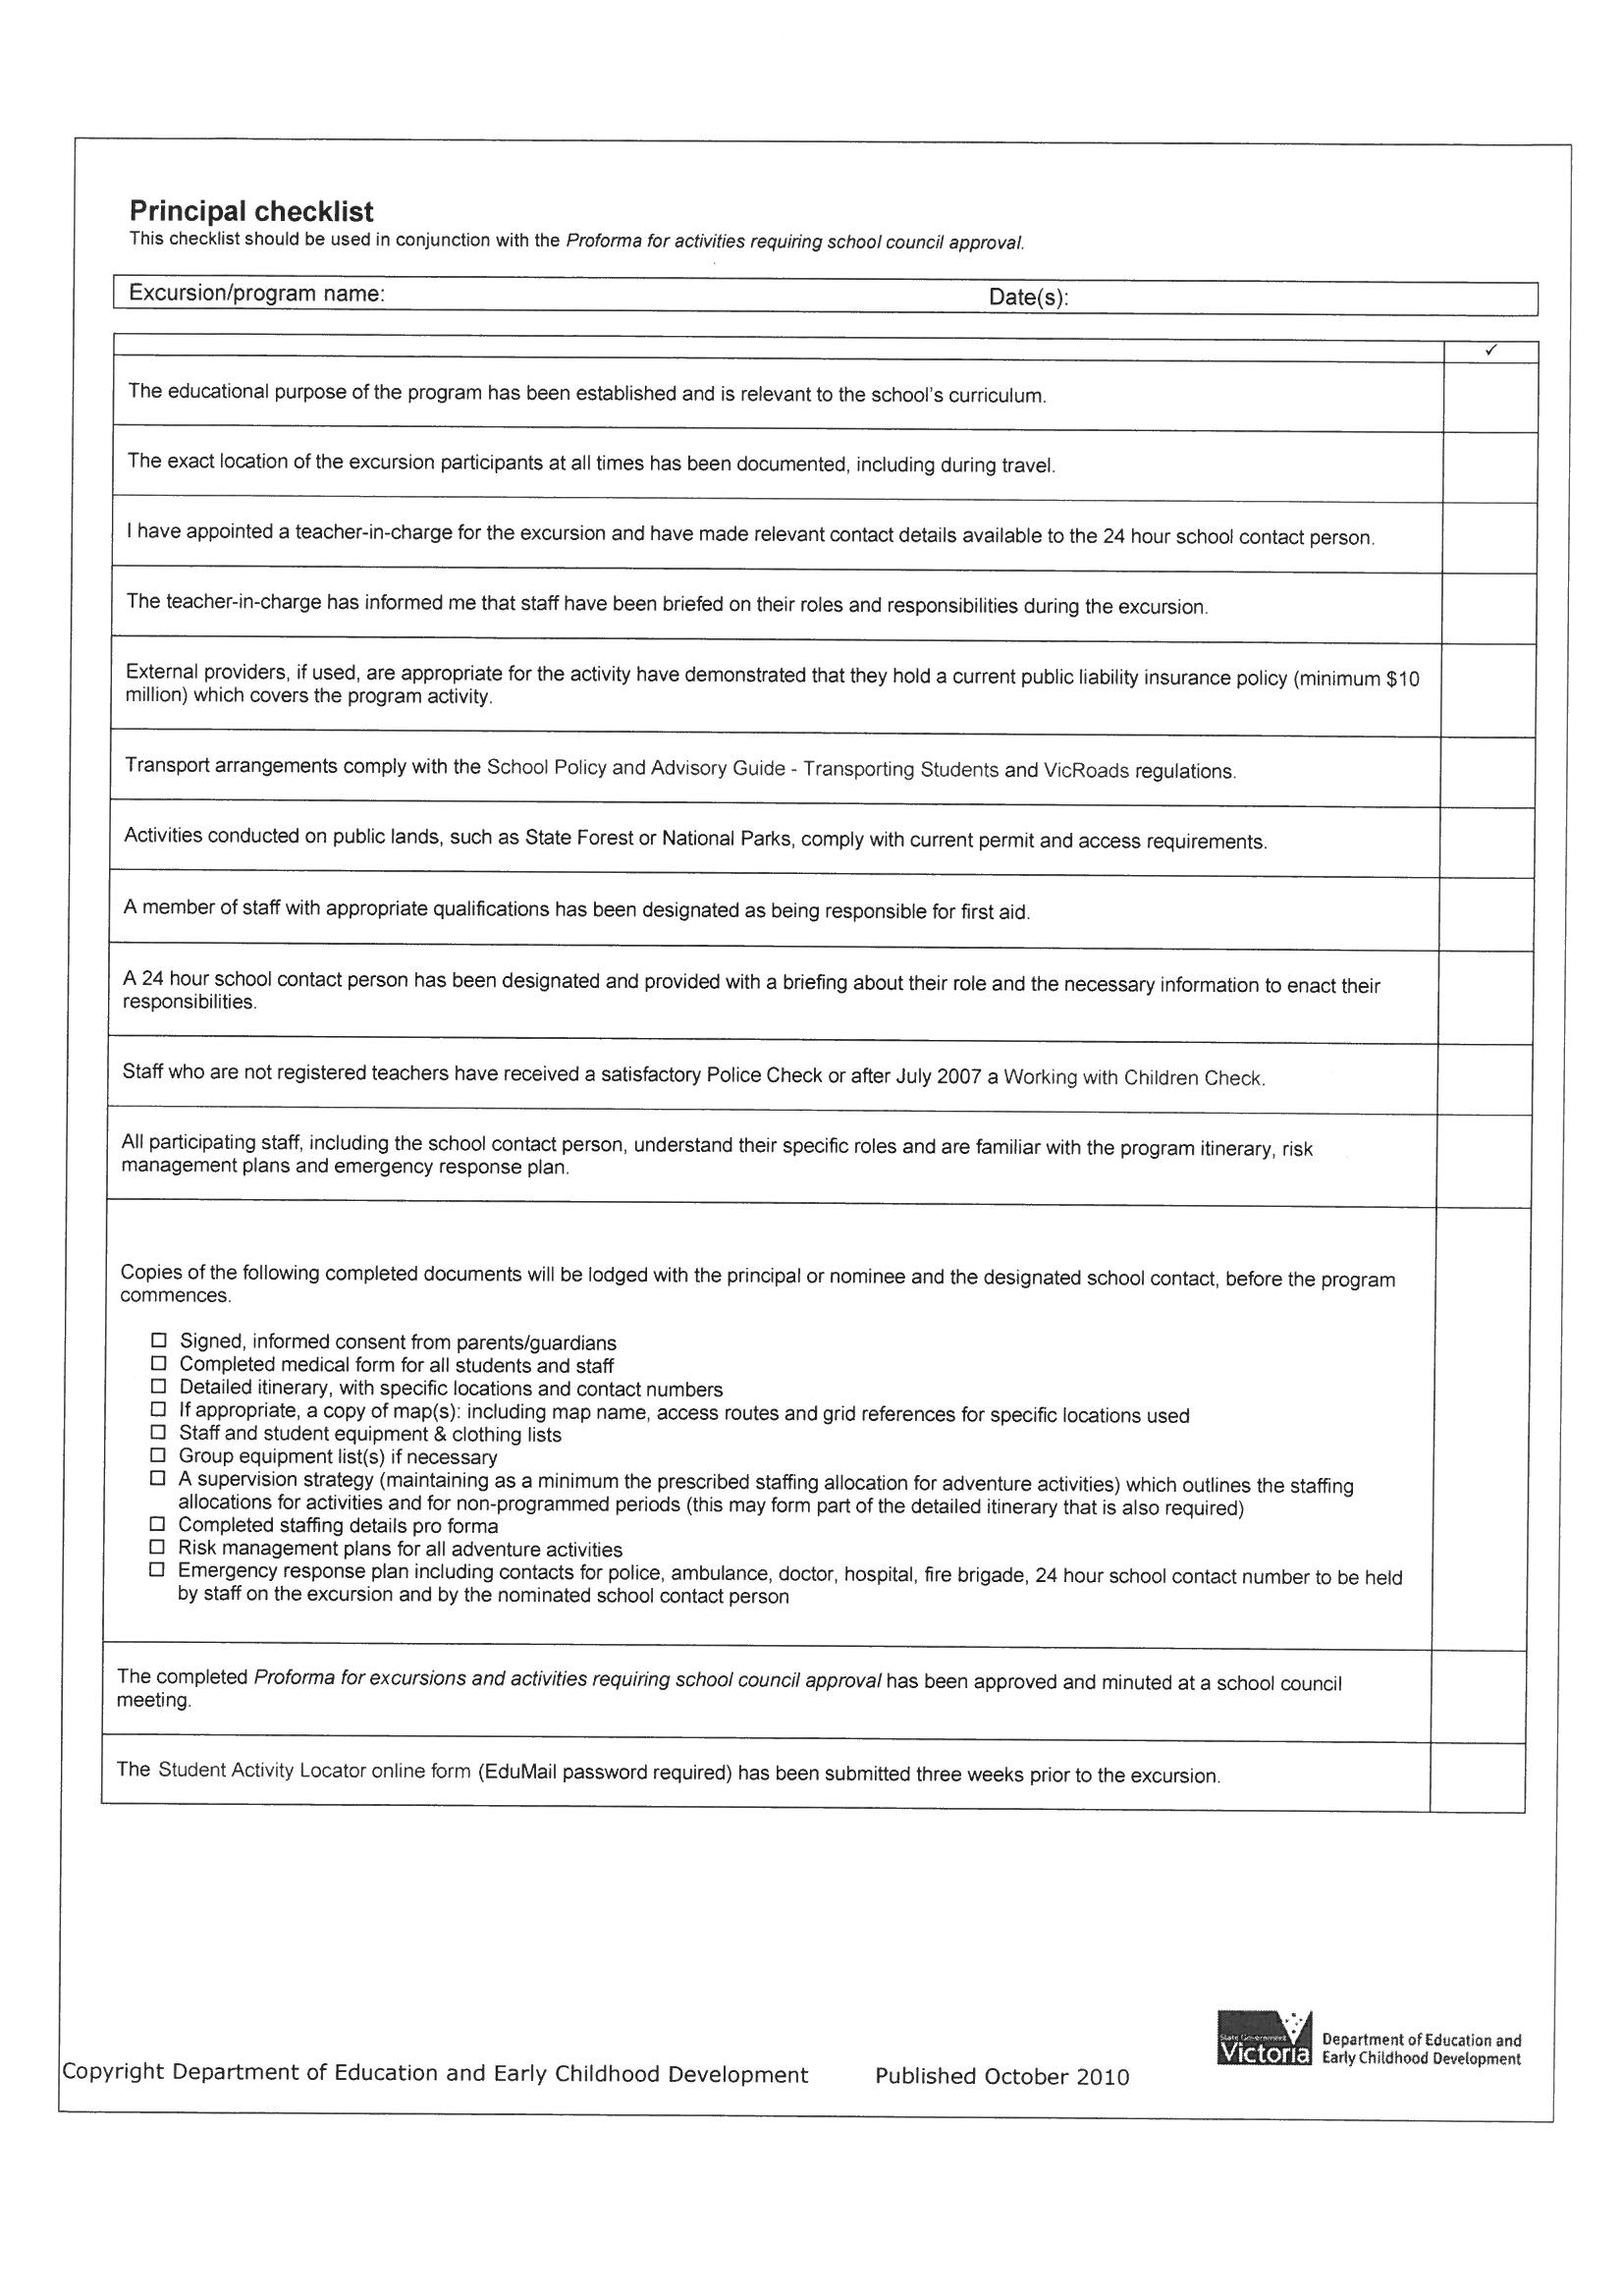 Principal checklist
This checklist should be used in conjunction with the Proforma for activities requiring school council approval.
Excursion/program name: Date(s):
✓
The educational purpose of the program has been established and is relevant to the school's curriculum.
The exact location of the excursion participants at all times has been documented, including during travel.
I have appointed a teacher-in-charge for the excursion and have made relevant contact details available to the 24 hour school contact person.
The teacher-in-charge has informed me that staff have been briefed on their roles and responsibilities during the excursion.
External providers, if used, are appropriate for the activity have demonstrated that they hold a current public liability insurance policy (minimum $10
million) which covers the program activity.
Transport arrangements comply with the School Policy and Advisory Guide - Transporting Students and VicRoads regulations.
Activities conducted on public lands, such as State Forest or National Parks, comply with current permit and access requirements.
A member of staff with appropriate qualifications has been designated as being responsible for first aid.
A 24 hour school contact person has been designated and provided with a briefing about their role and the necessary information to enact their
responsibilities.
Staff who are not registered teachers have received a satisfactory Police Check or after July 2007 a Working with Children Check.
All participating staff, including the school contact person, understand their specific roles and are familiar with the program itinerary, risk
management plans and emergency response plan.
Copies of the following completed documents will be lodged with the principal or nominee and the designated school contact, before the program
commences.
☐ Signed, informed consent from parents/guardians
☐ Completed medical form for all students and staff
☐ Detailed itinerary, with specific locations and contact numbers
☐ If appropriate, a copy of map(s): including map name, access routes and grid references for specific locations used
☐ Staff and student equipment & clothing lists
☐ Group equipment list(s) if necessary
☐ A supervision strategy (maintaining as a minimum the prescribed staffing allocation for adventure activities) which outlines the staffing
allocations for activities and for non-programmed periods (this may form part of the detailed itinerary that is also required)
☐ Completed staffing details pro forma
☐ Risk management plans for all adventure activities
☐ Emergency response plan including contacts for police, ambulance, doctor, hospital, fire brigade, 24 hour school contact number to be held
by staff on the excursion and by the nominated school contact person
The completed Proforma for excursions and activities requiring school council approval has been approved and minuted at a school council
meeting.
The Student Activity Locator online form (EduMail password required) has been submitted three weeks prior to the excursion.
State Government
Victoria
Department of Education and
Early Childhood Development
Copyright Department of Education and Early Childhood Development Published October 2010